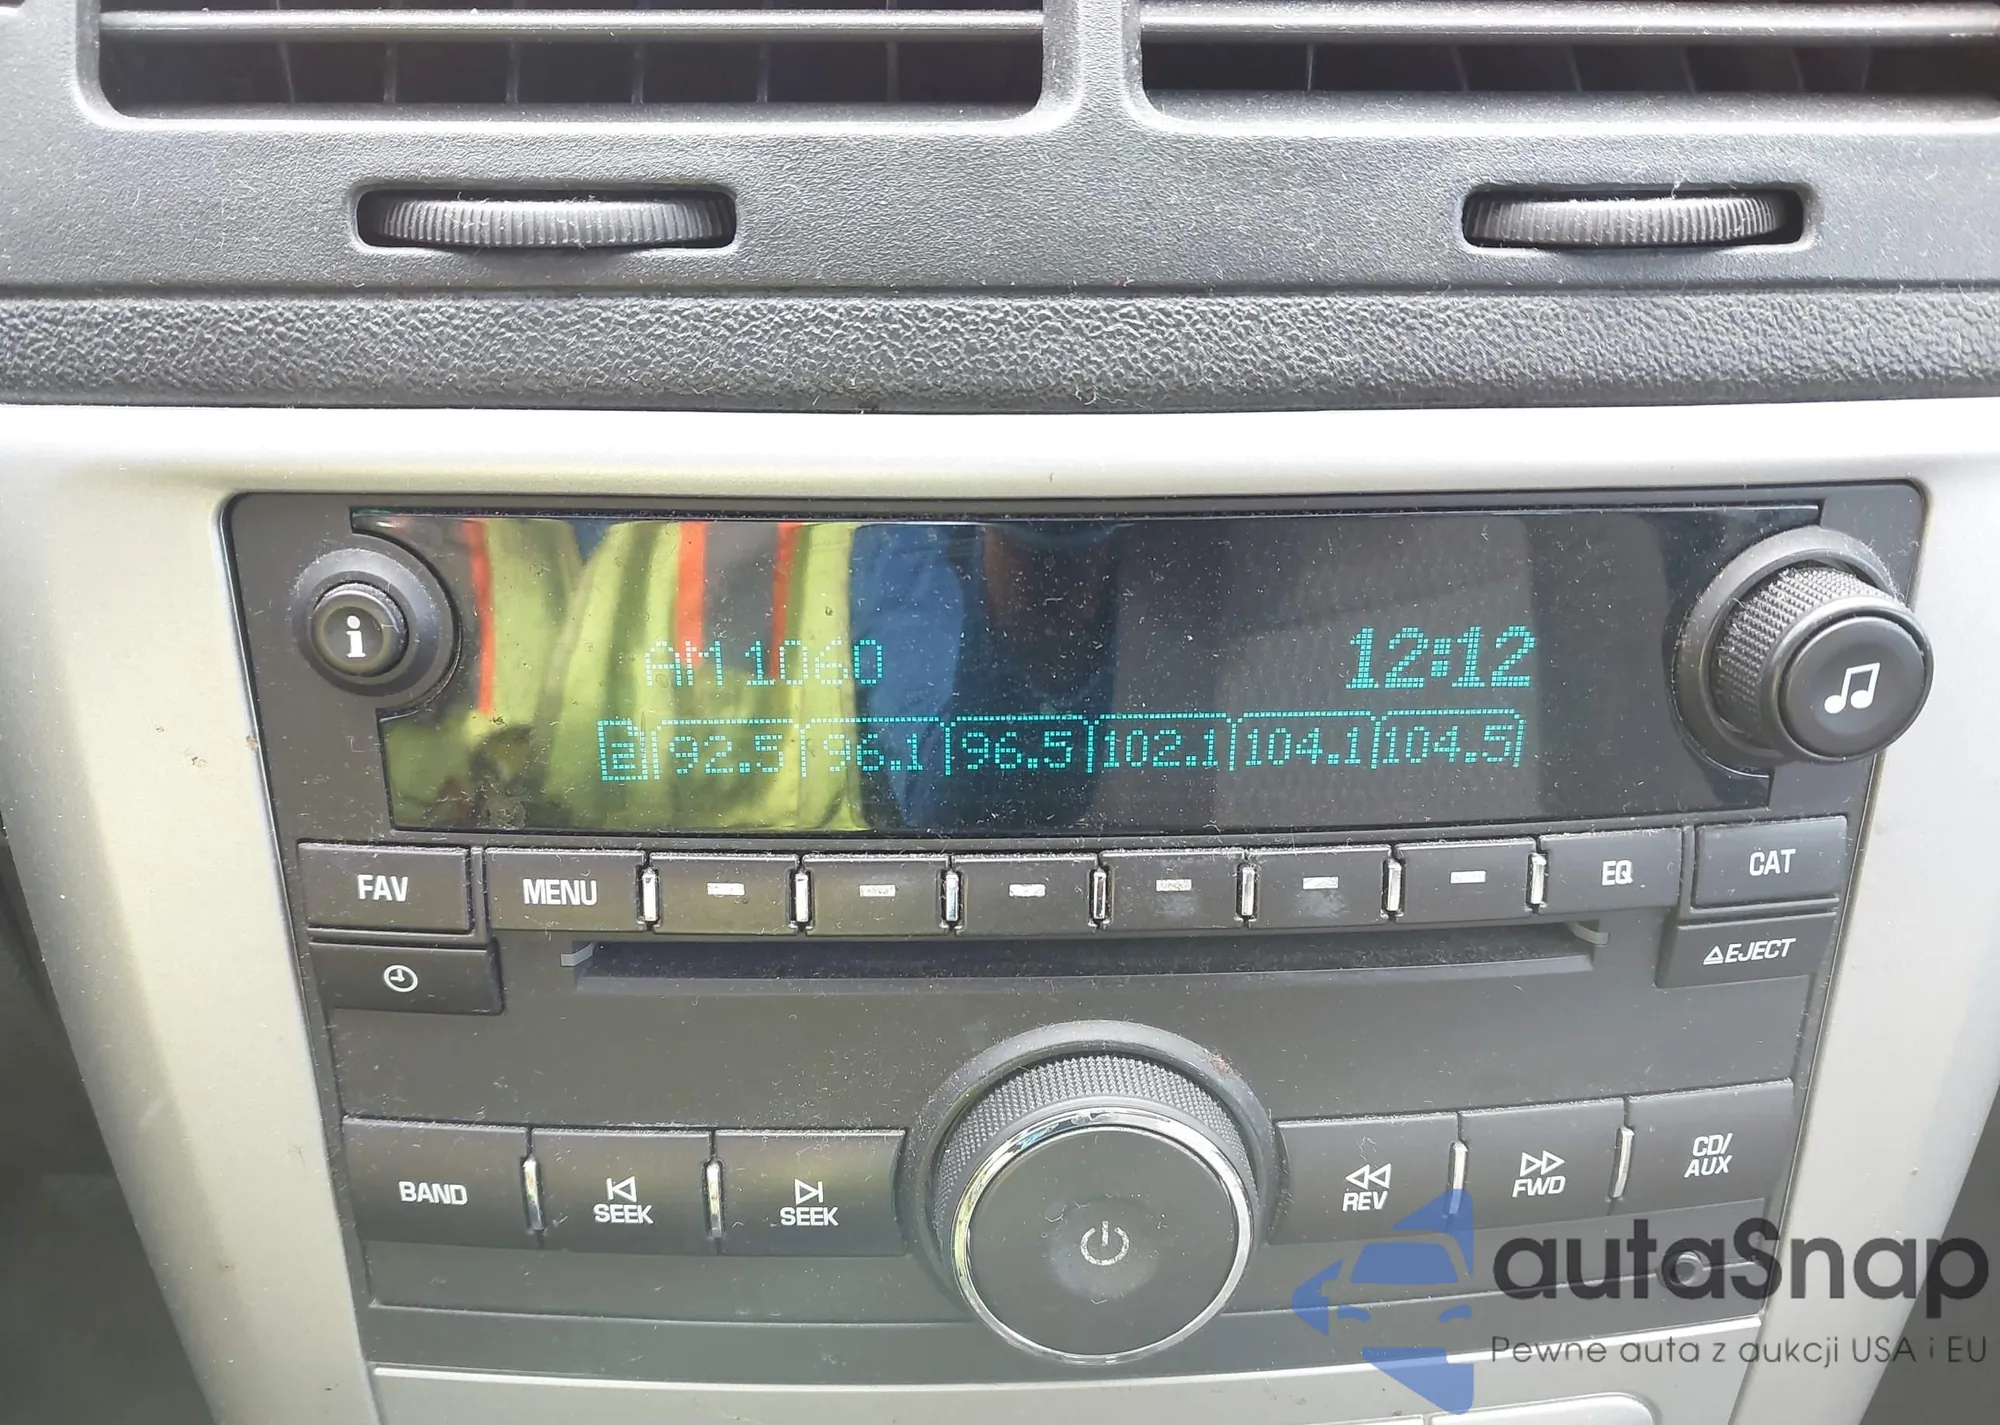 i
AM 1060 12:12
92.5 96.1 96.5 102.1 104.1 104.5
FAV MENU EQ CAT
EJECT
BAND SEEK SEEK REV FWD CD/
AUX
autaSnap
Pewne auta z aukcji USA i EU